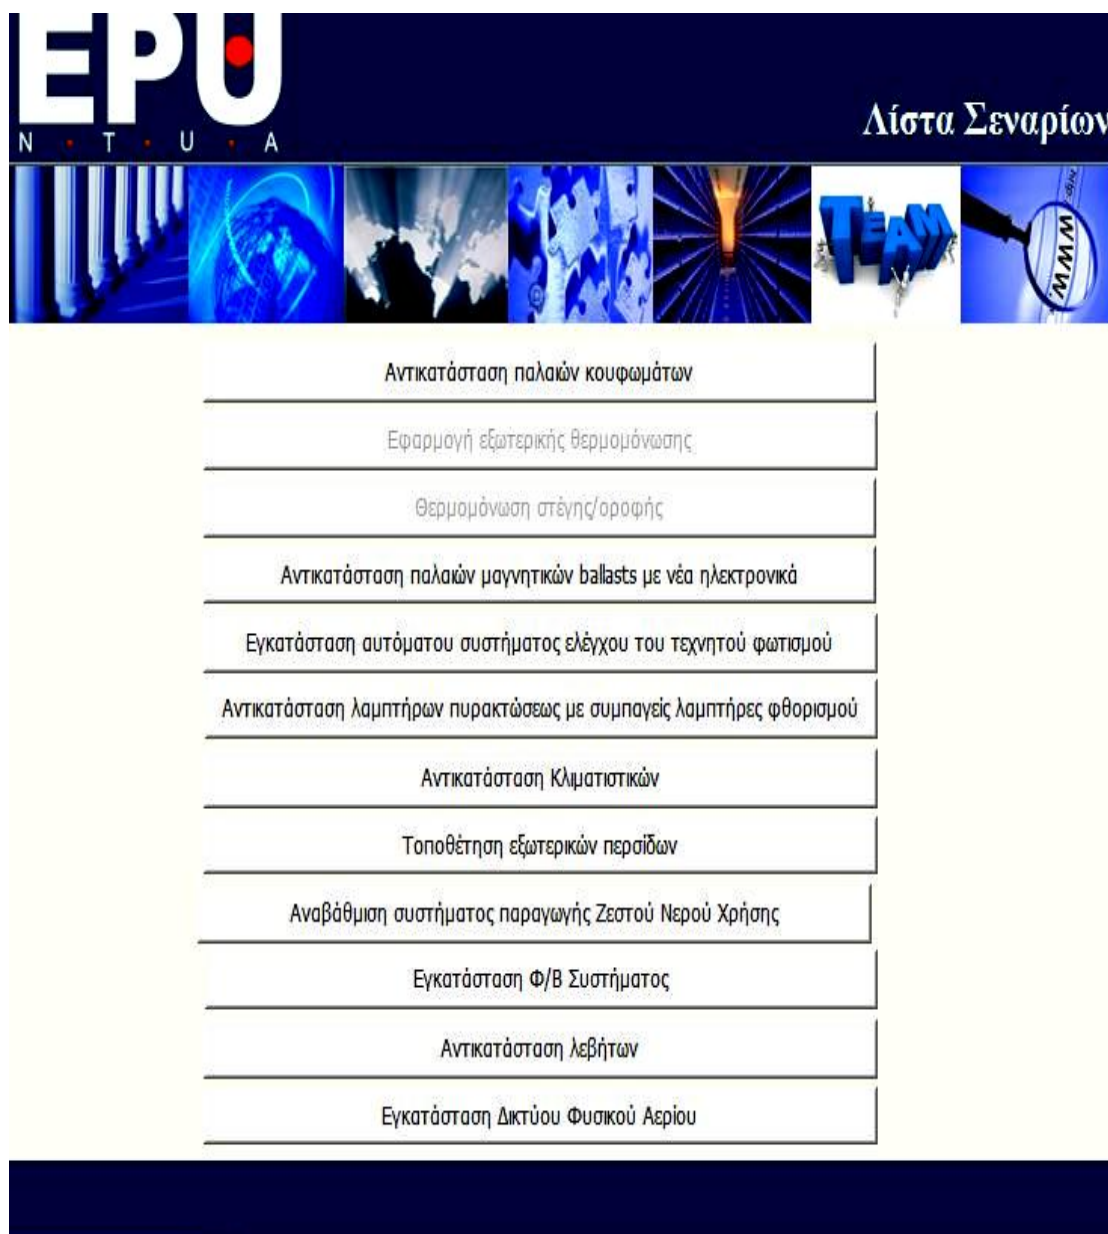 EPU
N · T · U · A
Λίστα Σεναρίων
TEAM
http:
www.
Αντικατάσταση παλαιών κουφωμάτων
Εφαρμογή εξωτερικής θερμομόνωσης
Θερμομόνωση στέγης/οροφής
Αντικατάσταση παλαιών μαγνητικών ballasts με νέα ηλεκτρονικά
Εγκατάσταση αυτόματου συστήματος ελέγχου του τεχνητού φωτισμού
Αντικατάσταση λαμπτήρων πυρακτώσεως με συμπαγείς λαμπτήρες φθορισμού
Αντικατάσταση Κλιματιστικών
Τοποθέτηση εξωτερικών περσίδων
Αναβάθμιση συστήματος παραγωγής Ζεστού Νερού Χρήσης
Εγκατάσταση Φ/Β Συστήματος
Αντικατάσταση λεβήτων
Εγκατάσταση Δικτύου Φυσικού Αερίου